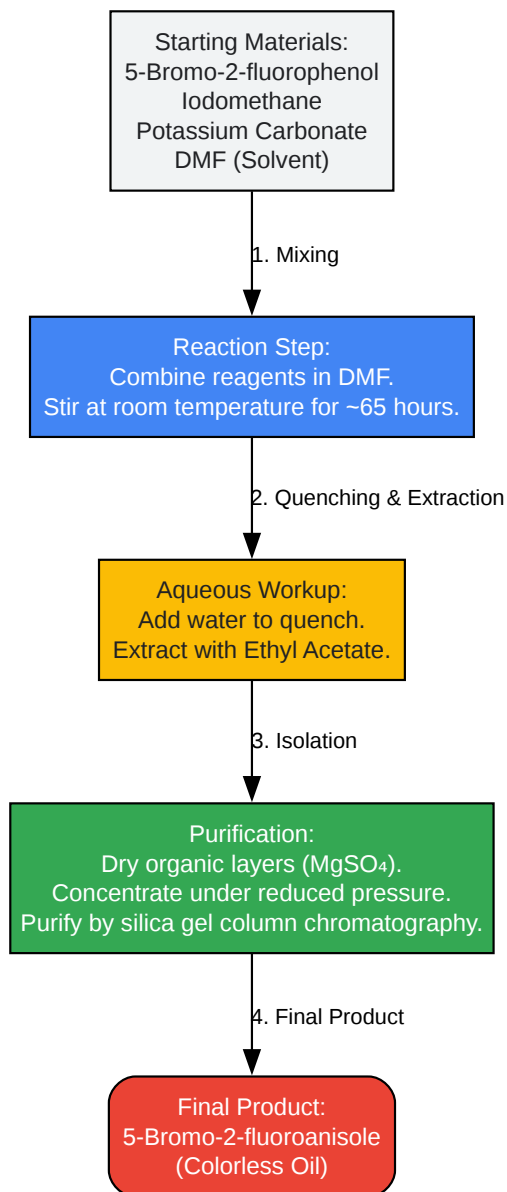 Starting Materials:
5-Bromo-2-fluorophenol
Iodomethane
Potassium Carbonate
DMF (Solvent)
1. Mixing
Reaction Step:
Combine reagents in DMF.
Stir at room temperature for ~65 hours.
2. Quenching & Extraction
Aqueous Workup:
Add water to quench.
Extract with Ethyl Acetate.
3. Isolation
Purification:
Dry organic layers (MgSO₄).
Concentrate under reduced pressure.
Purify by silica gel column chromatography.
4. Final Product
Final Product:
5-Bromo-2-fluoroanisole
(Colorless Oil)